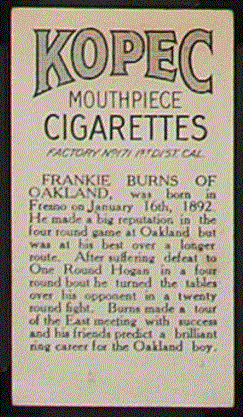 KOPEC
MOUTHPIECE
CIGARETTES
FACTORY Nº171 1ST DIST. CAL.
FRANKIE BURNS OF
OAKLAND, was born in
Fresno on January 16th, 1892.
He made a big reputation in the
four round game at Oakland but
was at his best over a longer
route. After suffering defeat to
One Round Hogan in a four
round bout he turned the tables
over his opponent in a twenty
round fight. Burns made a tour
of the East meeting with success
and his friends predict a brilliant
ring career for the Oakland boy.